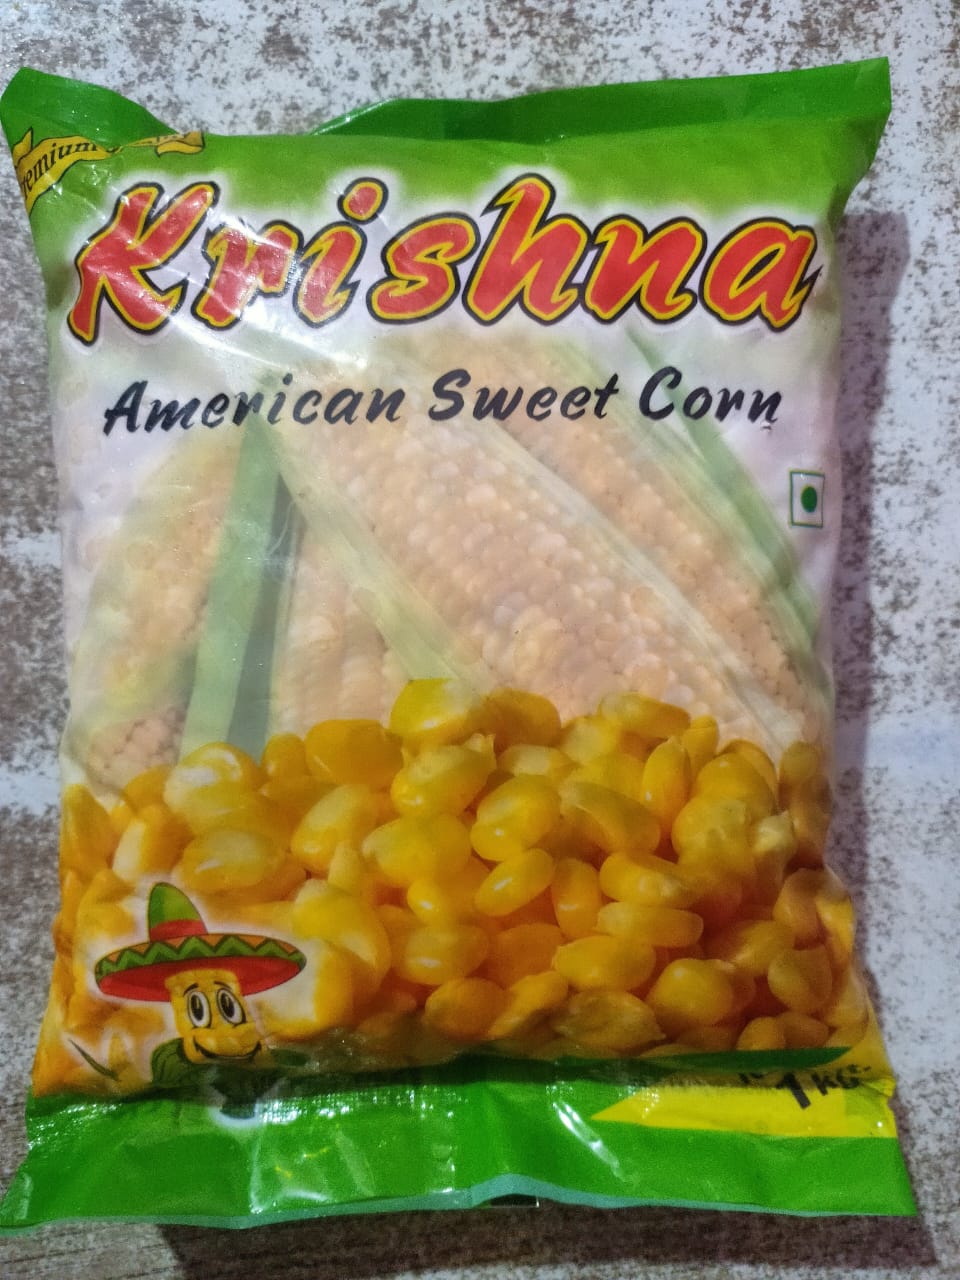 Premium
Krishna
American Sweet Corn
1 KG